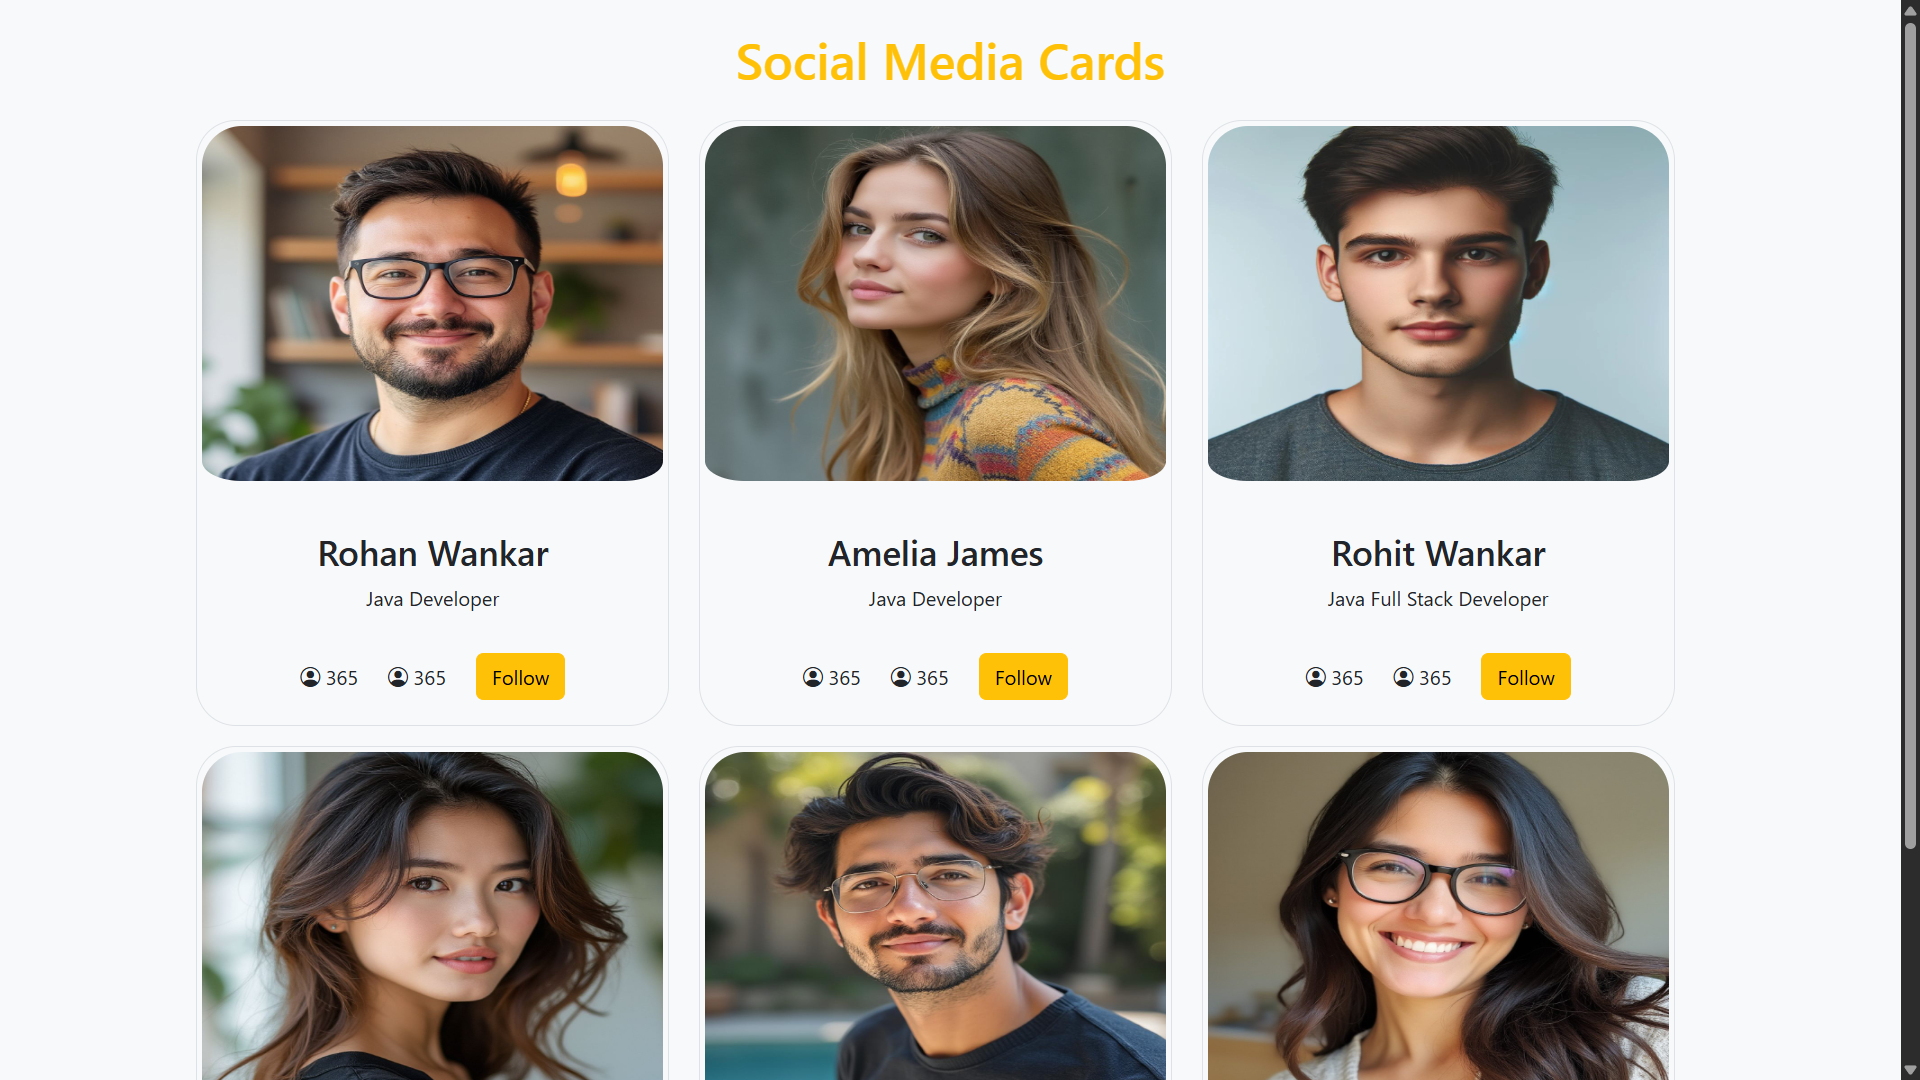 Social Media Cards
Rohan Wankar
Java Developer
365 365 Follow
Amelia James
Java Developer
365 365 Follow
Rohit Wankar
Java Full Stack Developer
365 365 Follow